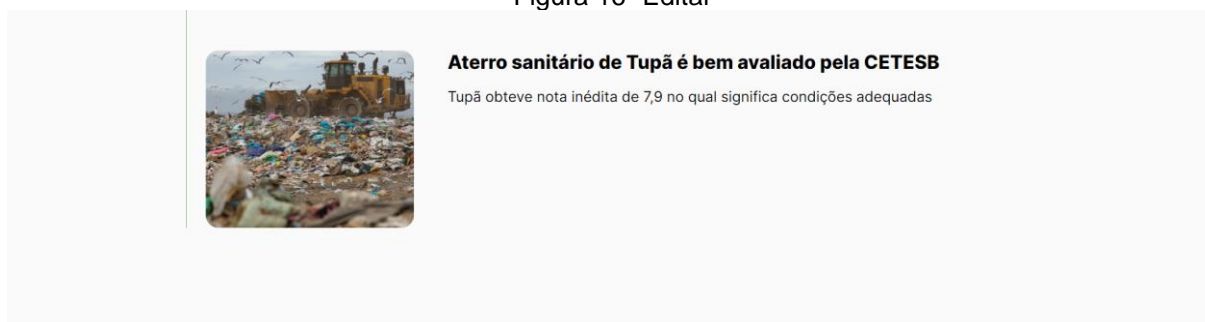 Figura 16- Editar
Aterro sanitário de Tupã é bem avaliado pela CETESB
Tupã obteve nota inédita de 7,9 no qual significa condições adequadas